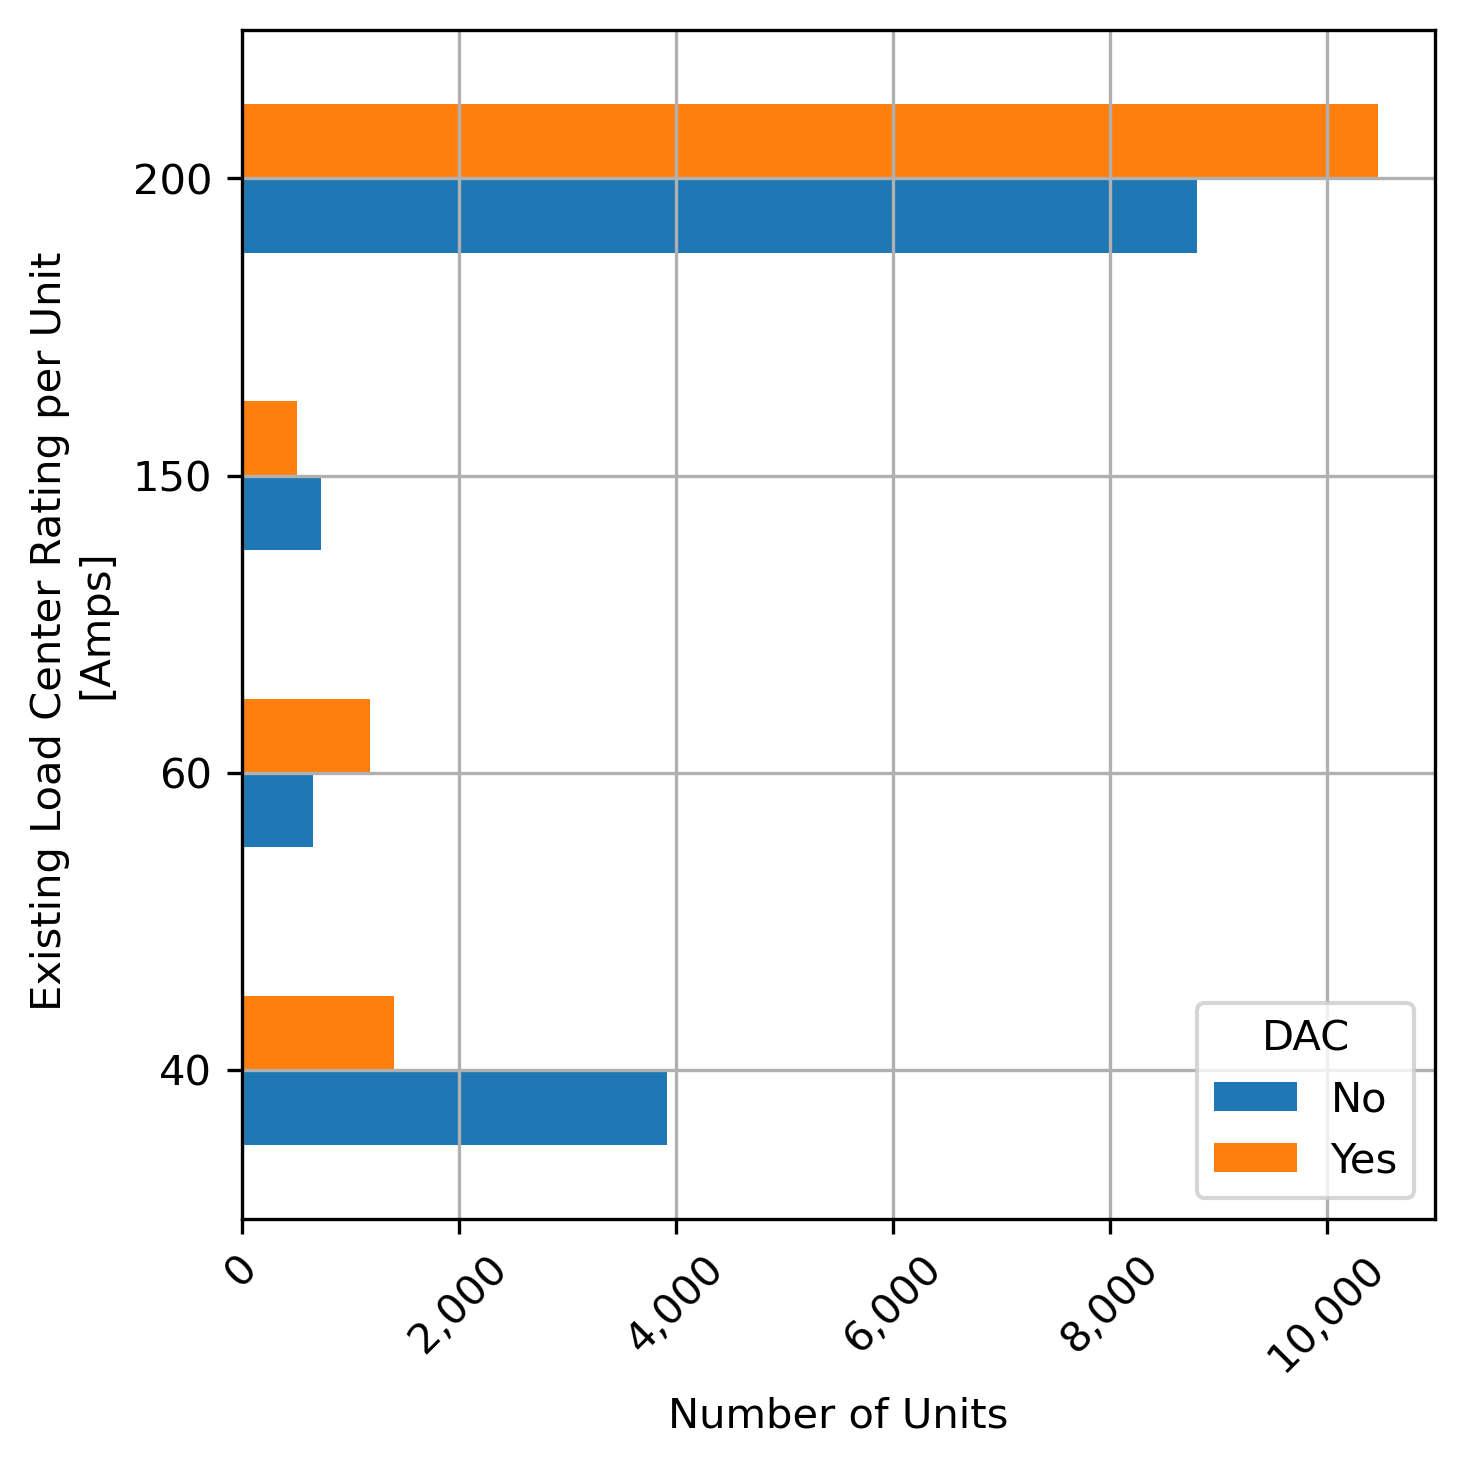 Existing Load Center Rating per Unit
[Amps]
200
150
60
40
DAC
No
Yes
0
2,000
4,000
6,000
8,000
10,000
Number of Units